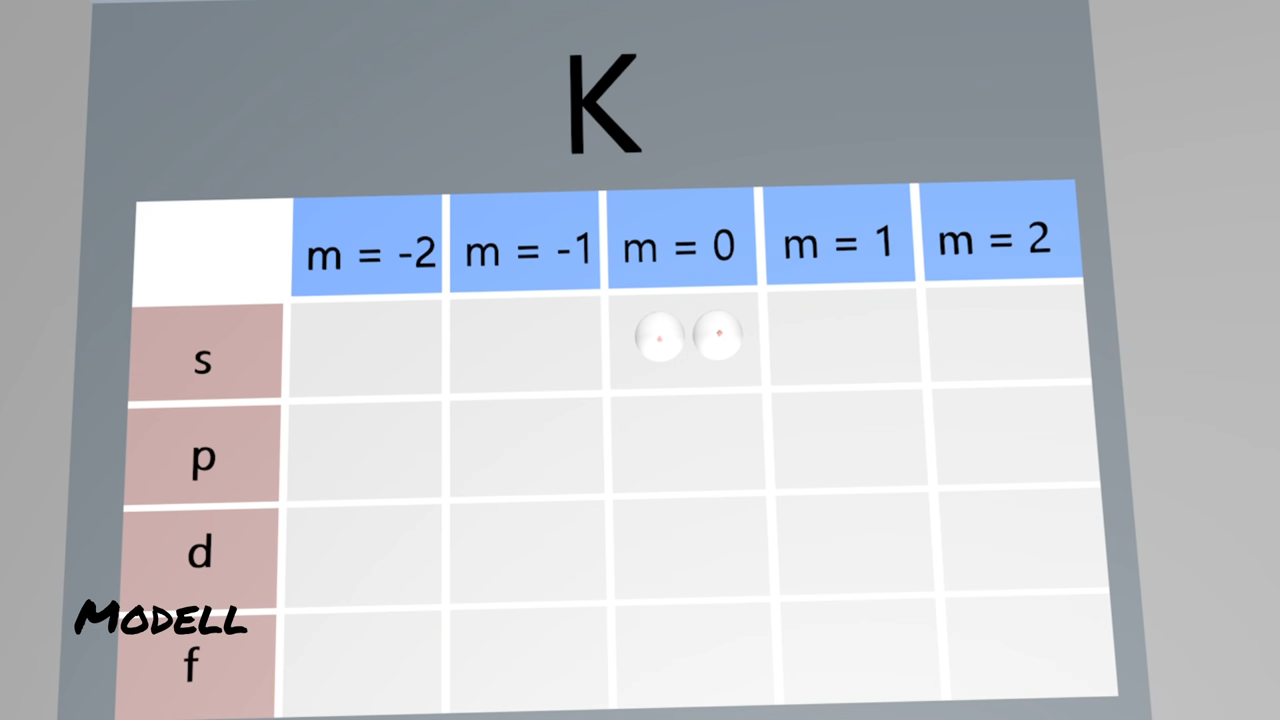 K
m = -2 m = -1 m = 0 m = 1 m = 2
s
p
d
Modell
f